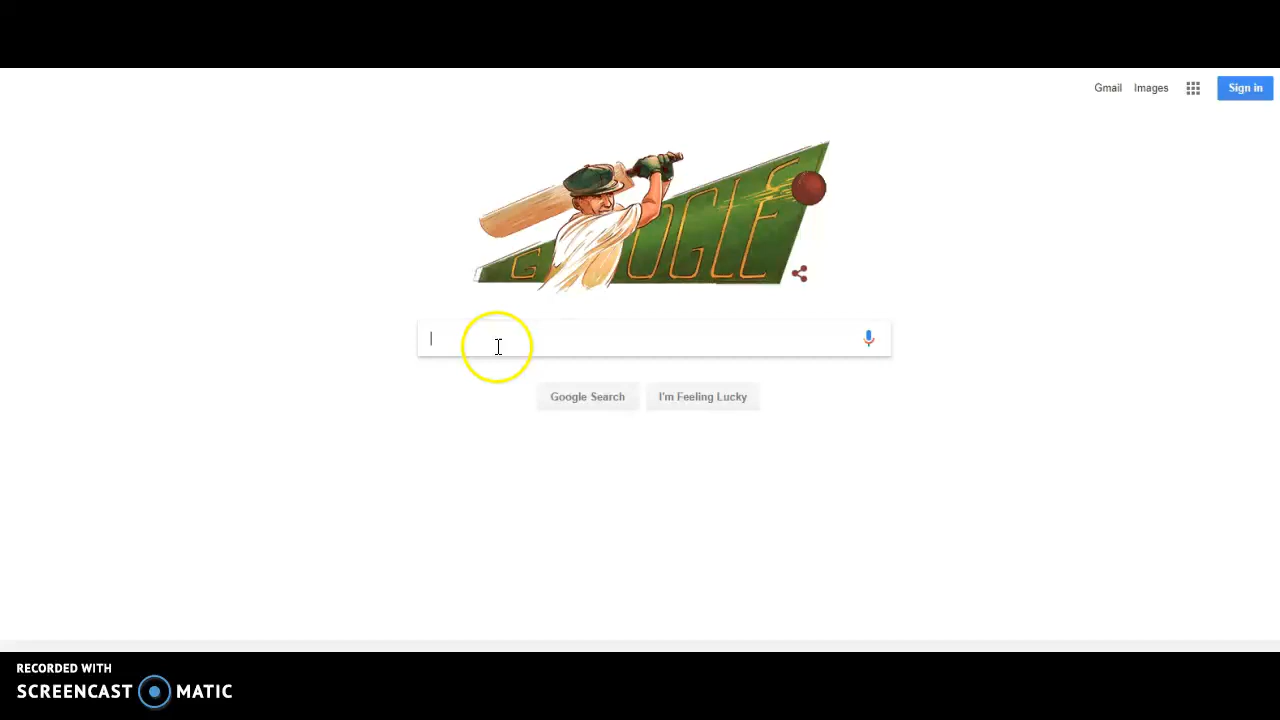 Gmail Images Sign in
GOOGLE
Google Search I'm Feeling Lucky
RECORDED WITH
SCREENCAST MATIC